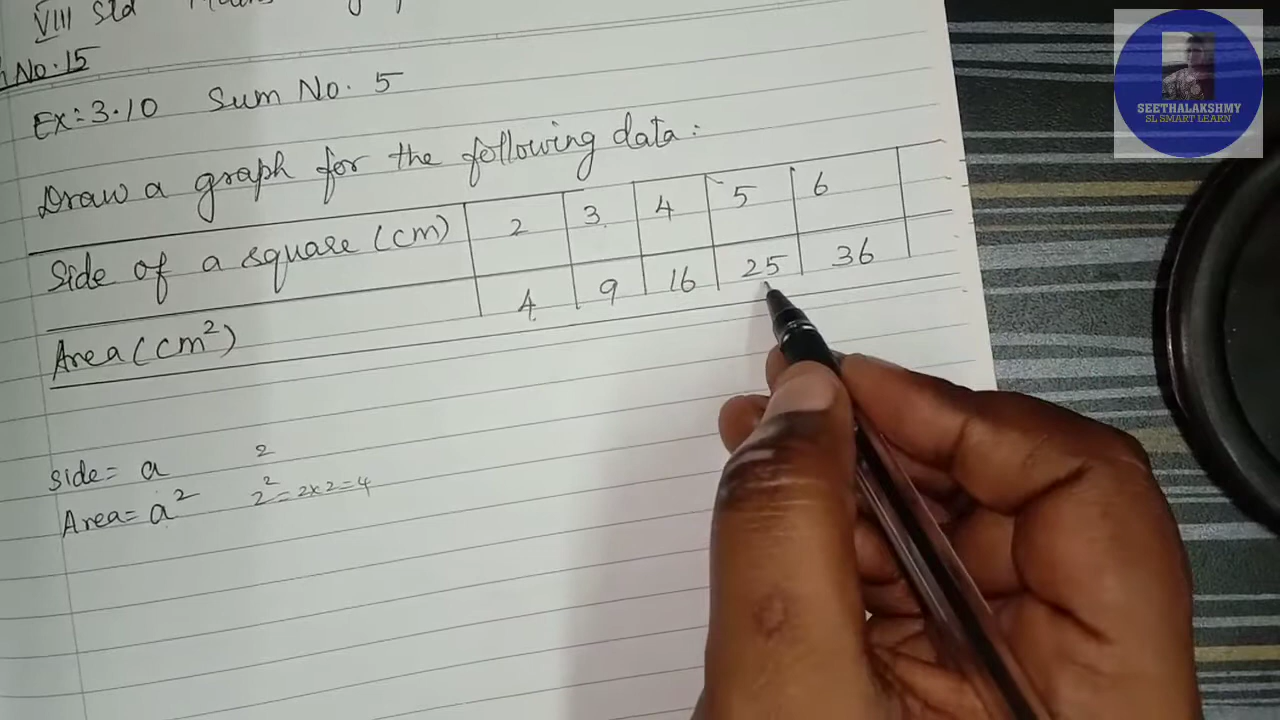 VIII Std Maths
No. 15
Ex: 3.10 Sum No. 5
Draw a graph for the following data:
Side of a square (cm) 2 3 4 5 6
Area (cm²) 4 9 16 25 36
Side = a 2
Area = a² 2² = 2x2 = 4
SEETHALAKSHMY
SL SMART LEARN